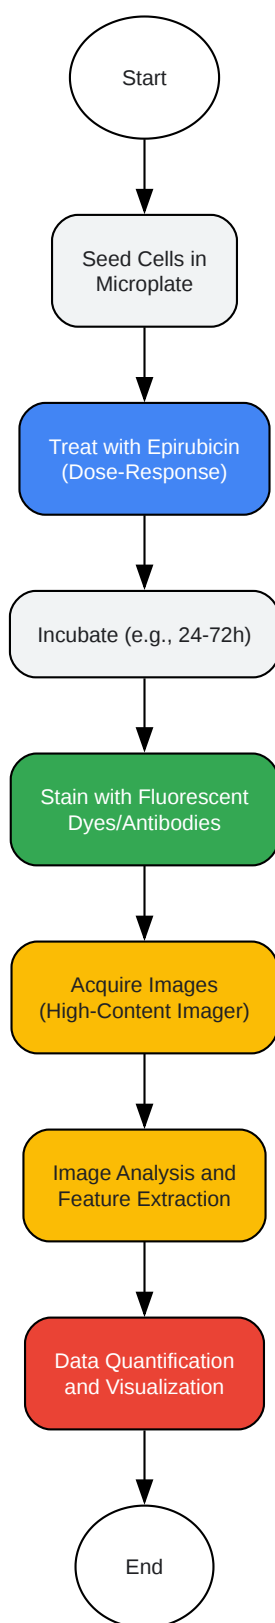 Start
Seed Cells in
Microplate
Treat with Epirubicin
(Dose-Response)
Incubate (e.g., 24-72h)
Stain with Fluorescent
Dyes/Antibodies
Acquire Images
(High-Content Imager)
Image Analysis and
Feature Extraction
Data Quantification
and Visualization
End